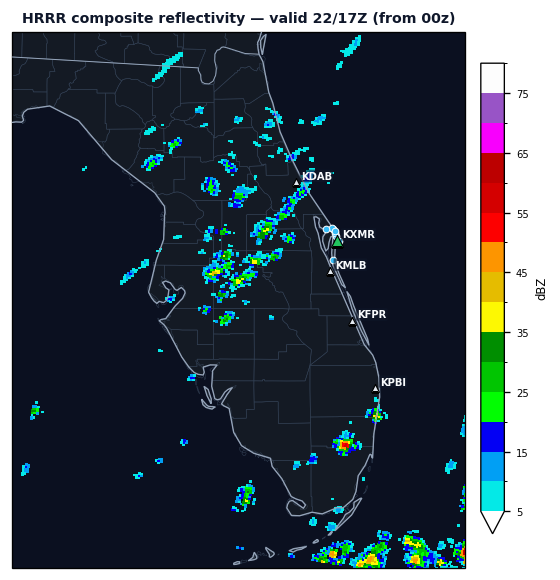 HRRR composite reflectivity — valid 22/17Z (from 00z)
75
65
55
45
35
25
15
5
dBZ
KDAB
KXMR
KMLB
KFPR
KPBI